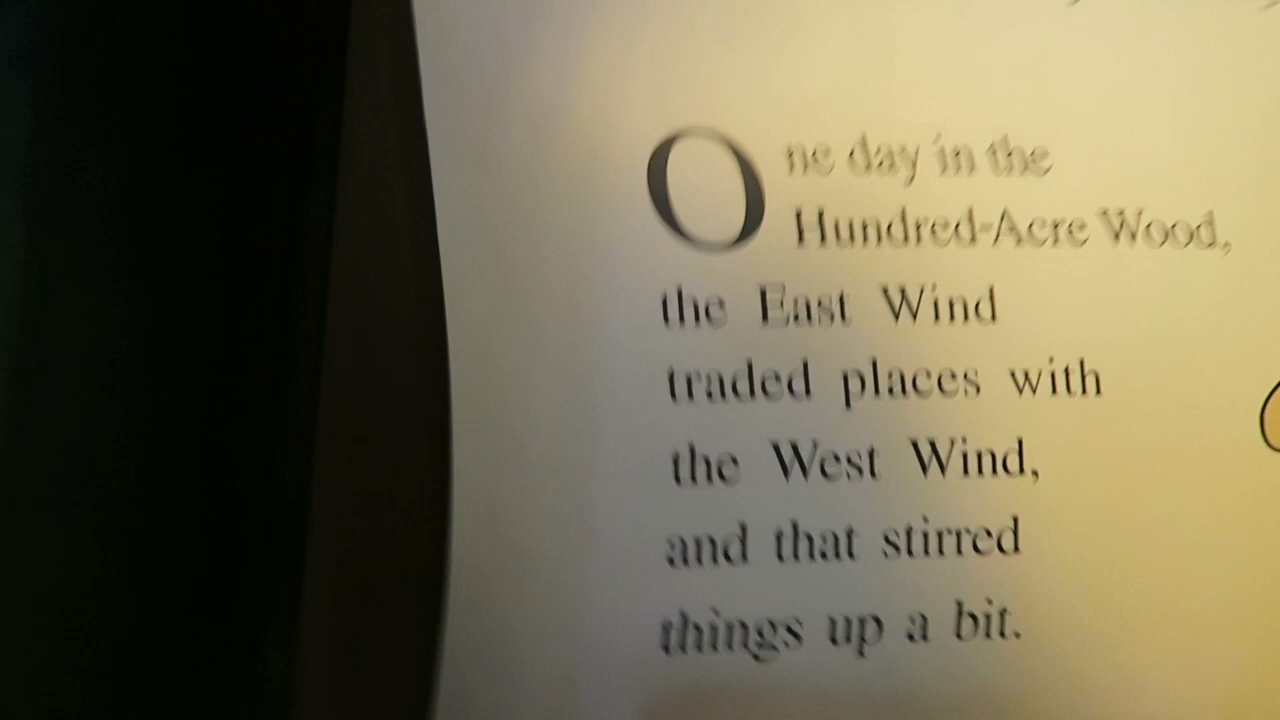 One day in the
Hundred-Acre Wood,
the East Wind
traded places with
the West Wind,
and that stirred
things up a bit.